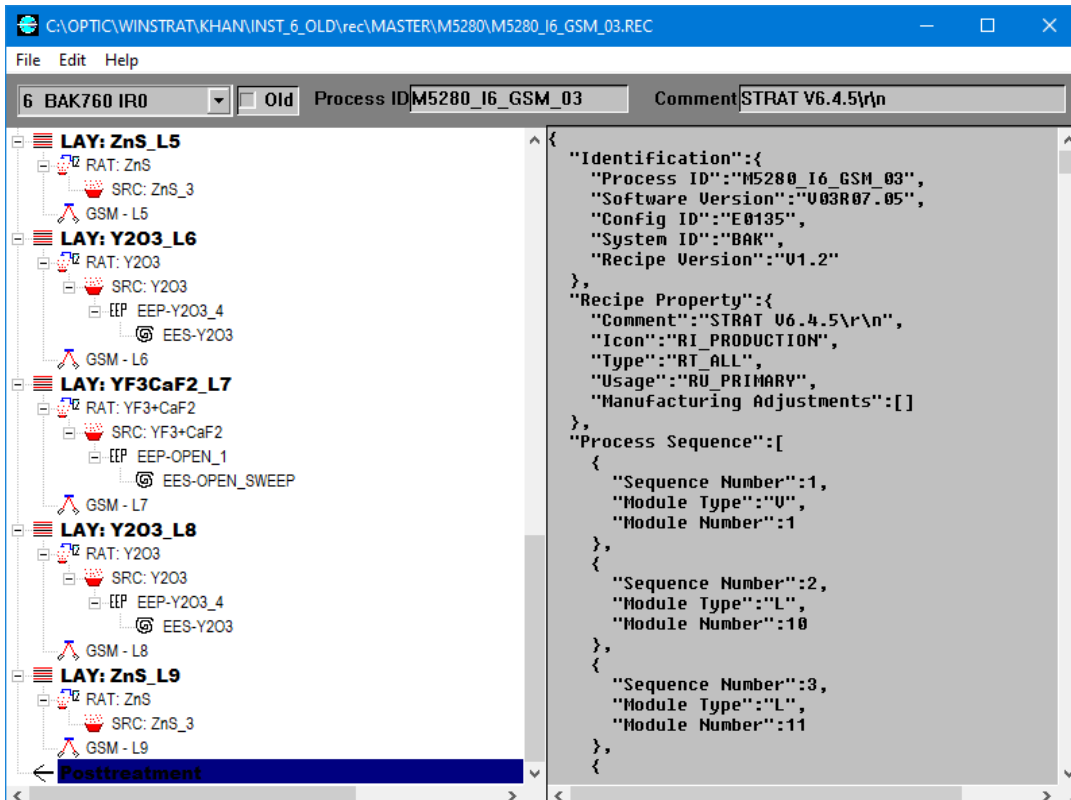 C:\OPTIC\WINSTRAT\KHAN\INST_6_OLD\rec\MASTER\M5280\M5280_I6_GSM_03.REC
File Edit Help
6 BAK760 IR0 Old Process ID M5280_I6_GSM_03 Comment STRAT V6.4.5\r\n
LAY: ZnS_L5
RAT: ZnS
SRC: ZnS_3
GSM - L5
LAY: Y2O3_L6
RAT: Y2O3
SRC: Y2O3
EEP-Y2O3_4
EES-Y2O3
GSM - L6
LAY: YF3CaF2_L7
RAT: YF3+CaF2
SRC: YF3+CaF2
EEP-OPEN_1
EES-OPEN_SWEEP
GSM - L7
LAY: Y2O3_L8
RAT: Y2O3
SRC: Y2O3
EEP-Y2O3_4
EES-Y2O3
GSM - L8
LAY: ZnS_L9
RAT: ZnS
SRC: ZnS_3
GSM - L9
Posttreatment
{
"Identification":{
"Process ID":"M5280_I6_GSM_03",
"Software Version":"V03R07.05",
"Config ID":"E0135",
"System ID":"BAK",
"Recipe Version":"V1.2"
},
"Recipe Property":{
"Comment":"STRAT V6.4.5\r\n",
"Icon":"RI_PRODUCTION",
"Type":"RT_ALL",
"Usage":"RU_PRIMARY",
"Manufacturing Adjustments":[]
},
"Process Sequence":[
{
"Sequence Number":1,
"Module Type":"V",
"Module Number":1
},
{
"Sequence Number":2,
"Module Type":"L",
"Module Number":10
},
{
"Sequence Number":3,
"Module Type":"L",
"Module Number":11
},
{